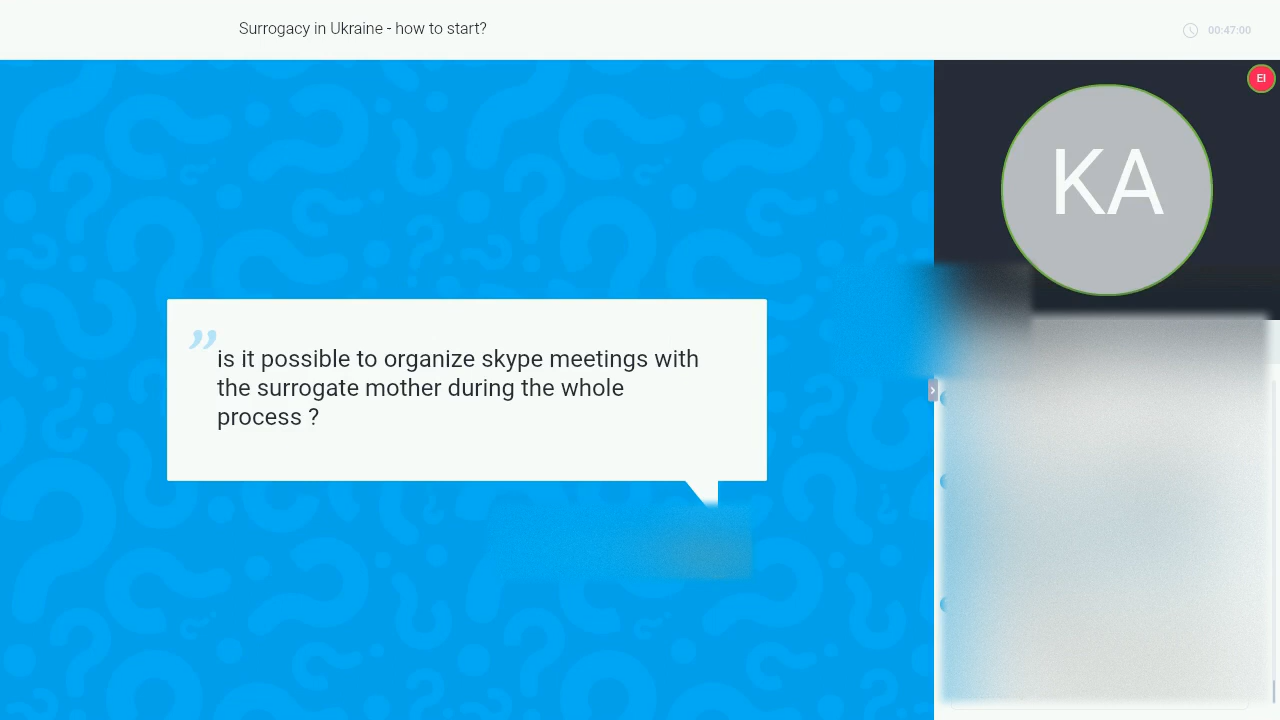 Surrogacy in Ukraine - how to start?
00:47:00
EI
KA
is it possible to organize skype meetings with
the surrogate mother during the whole
process ?